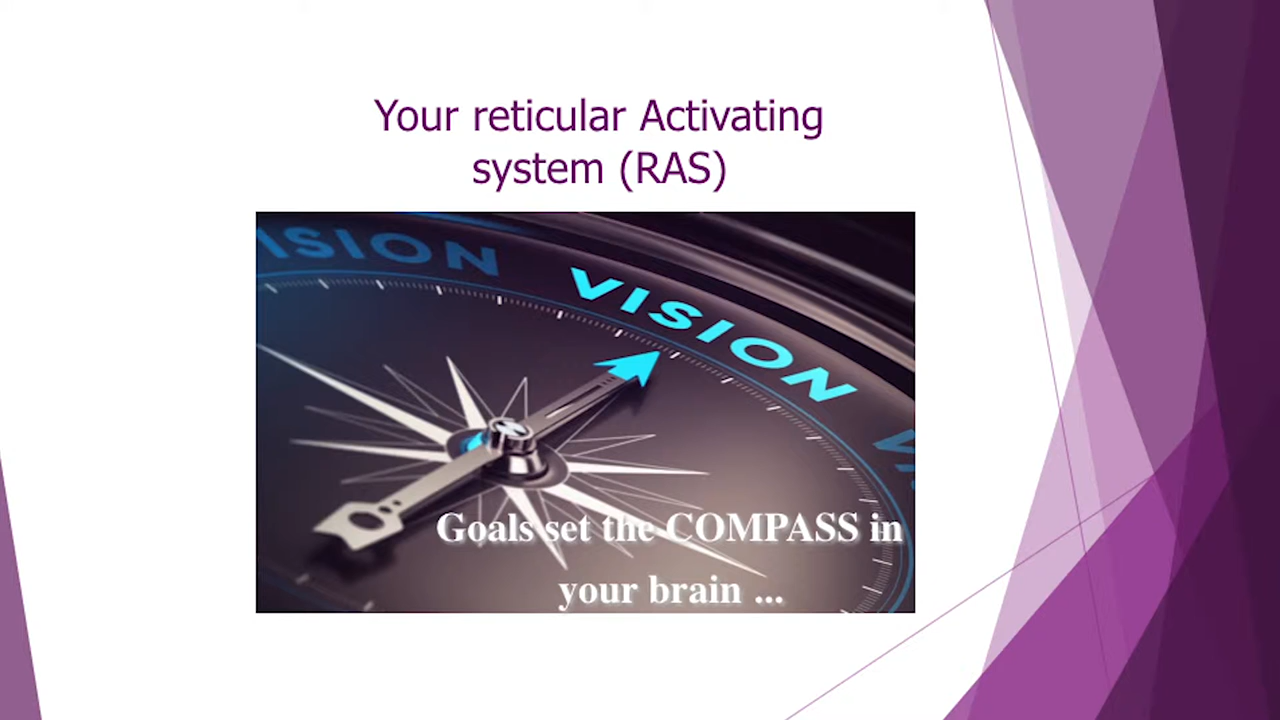 Your reticular Activating
system (RAS)
ISION
VISION
Goals set the COMPASS in
your brain ...